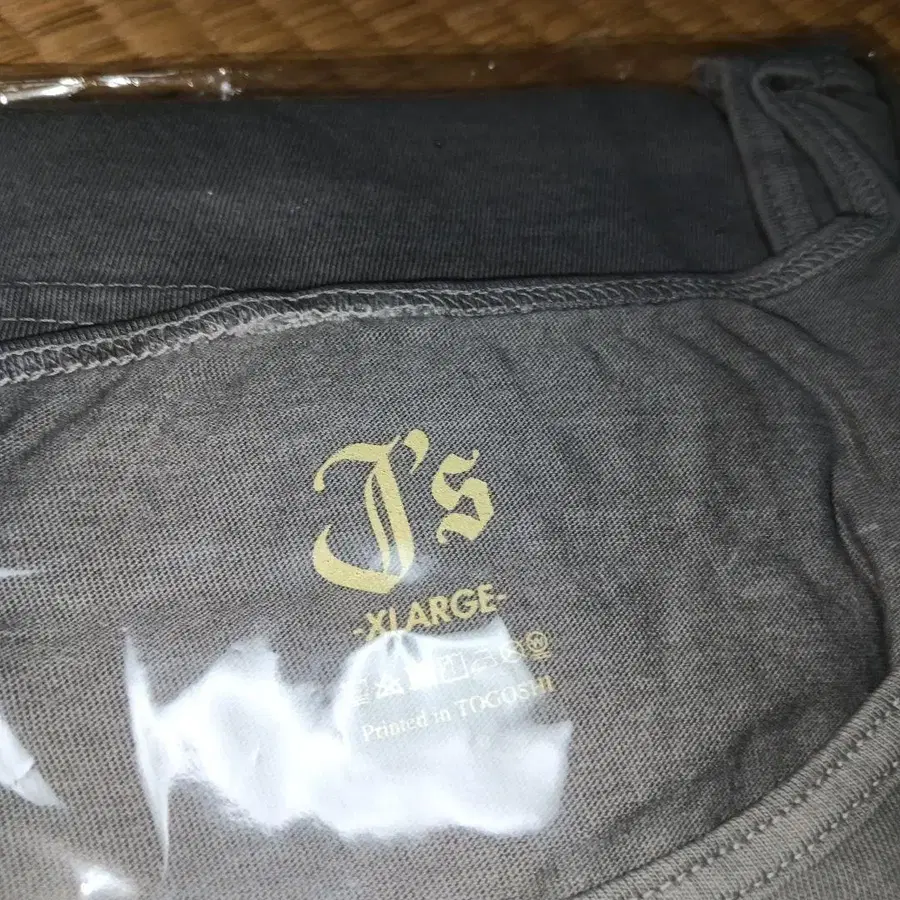 J's
-XLARGE-
Printed in TOGOSHI